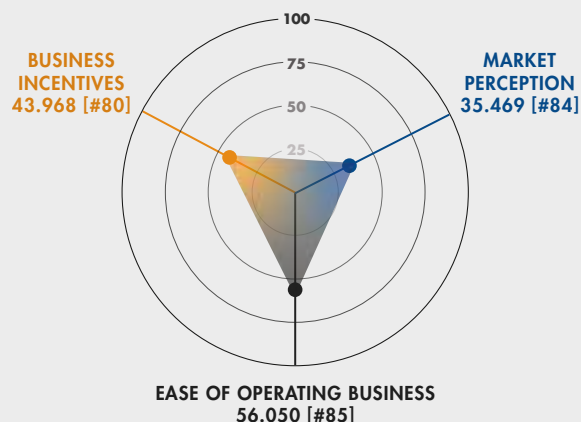 100
75
50
25
BUSINESS
INCENTIVES
43.968 [#80]
MARKET
PERCEPTION
35.469 [#84]
EASE OF OPERATING BUSINESS
56.050 [#85]